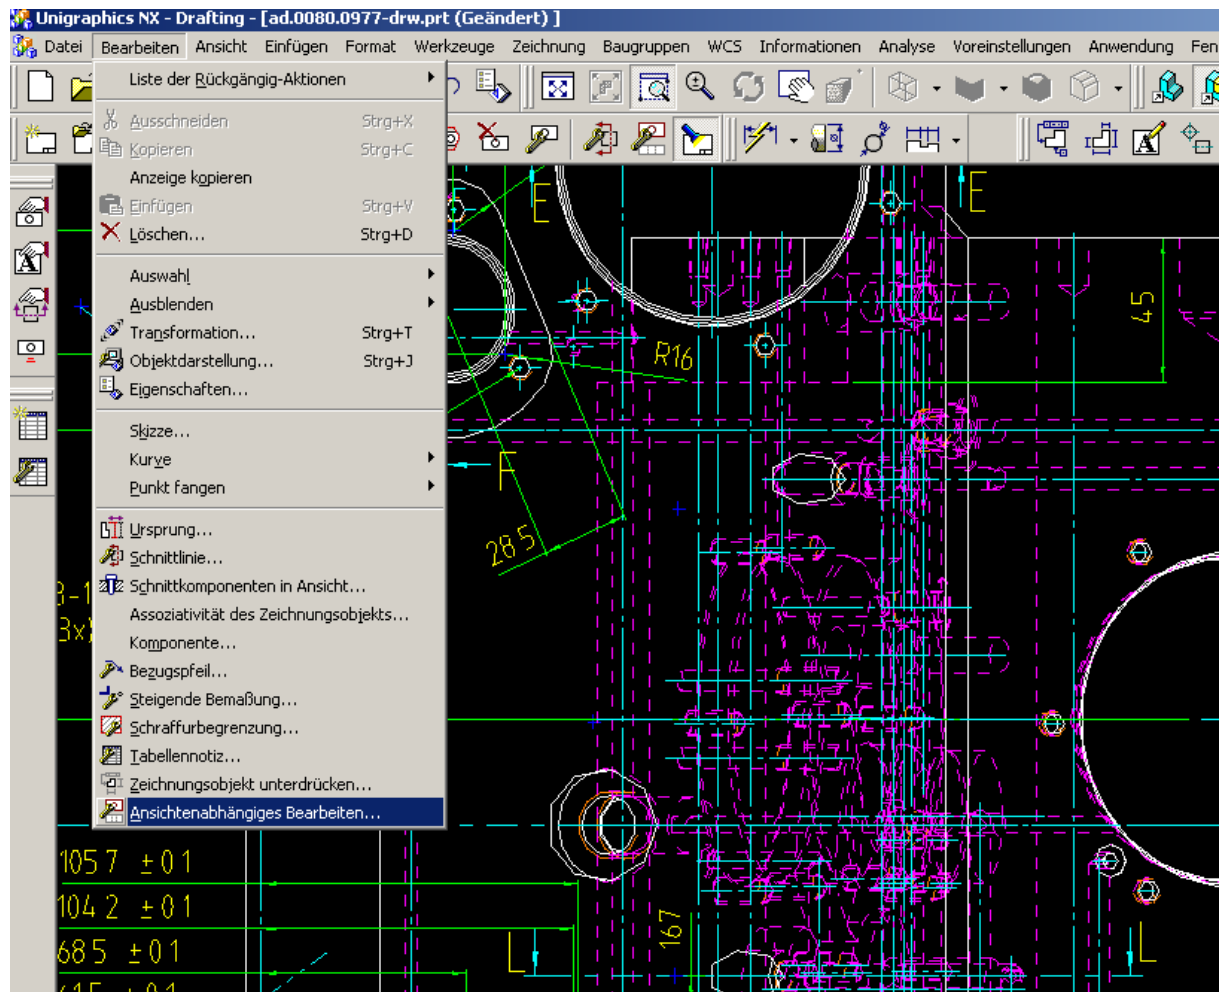 Unigraphics NX - Drafting - [ad.0080.0977-drw.prt (Geändert) ]
Datei Bearbeiten Ansicht Einfügen Format Werkzeuge Zeichnung Baugruppen WCS Informationen Analyse Voreinstellungen Anwendung Fen
Liste der Rückgängig-Aktionen
Ausschneiden Strg+X
Kopieren Strg+C
Anzeige kopieren
Einfügen Strg+V
Löschen... Strg+D
Auswahl
Ausblenden
Transformation... Strg+T
Objektdarstellung... Strg+J
Eigenschaften...
Skizze...
Kurve
Punkt fangen
Ursprung...
Schnittlinie...
Schnittkomponenten in Ansicht...
Assoziativität des Zeichnungsobjekts...
Komponente...
Bezugspfeil...
Steigende Bemaßung...
Schraffurbegrenzung...
Tabellennotiz...
Zeichnungsobjekt unterdrücken...
Ansichtenabhängiges Bearbeiten...
E E
45
R16
F
28.5
3x)
105.7 ±0.1
104.2 ±0.1
68.5 ±0.1
167
L L